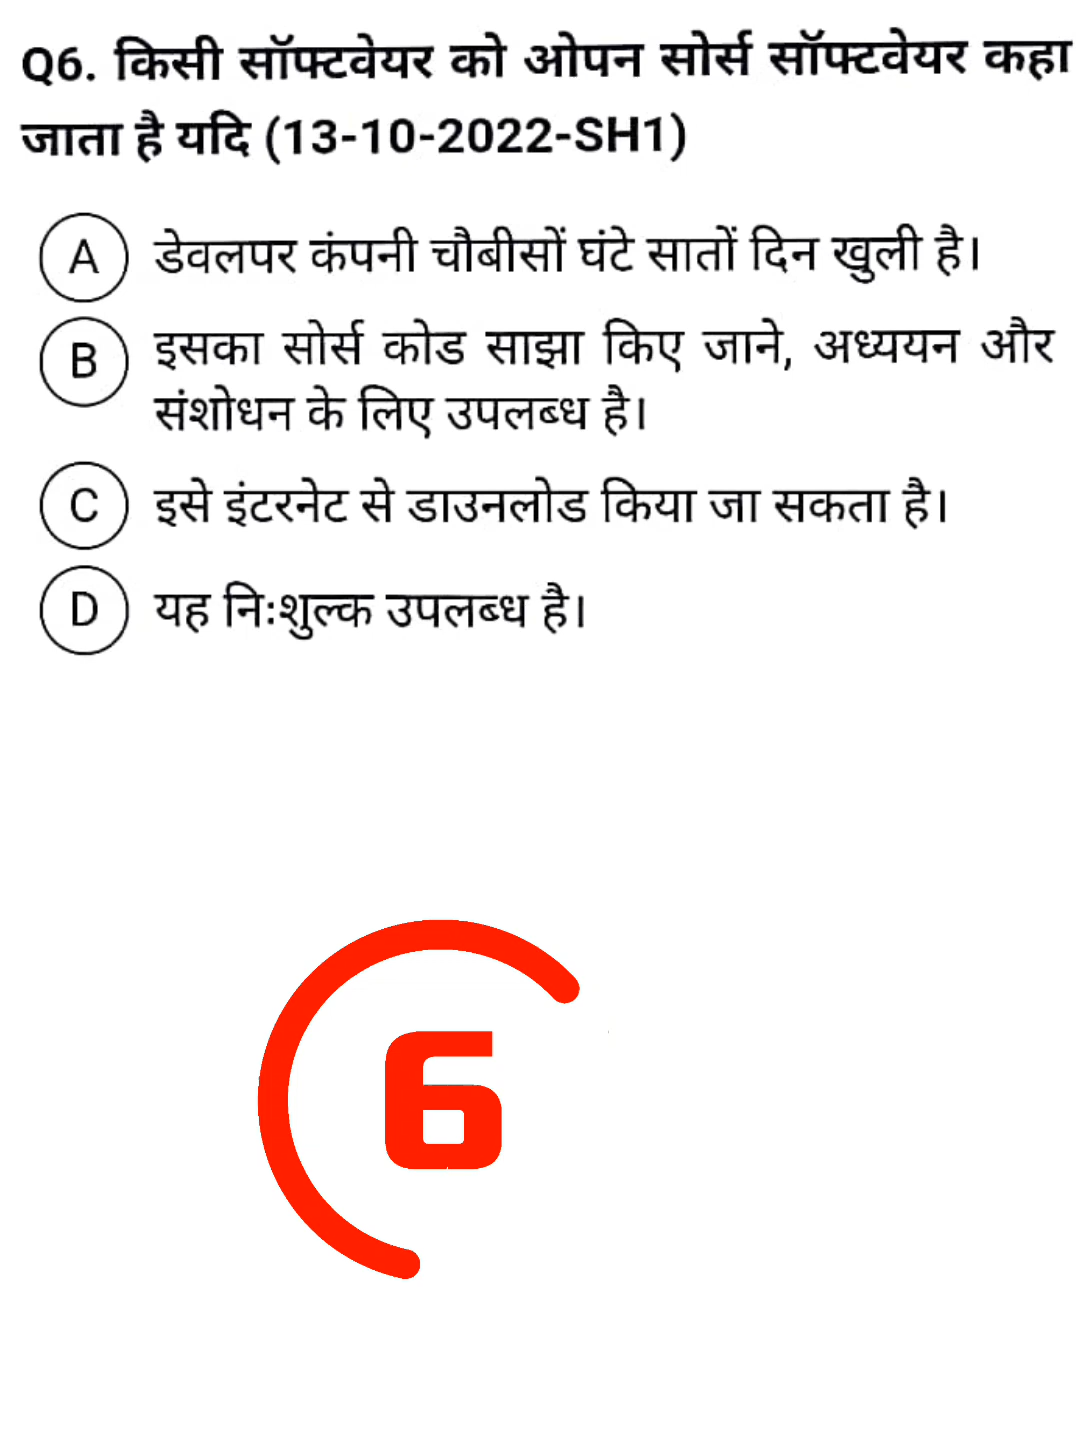 Q6. किसी सॉफ्टवेयर को ओपन सोर्स सॉफ्टवेयर कहा
जाता है यदि (13-10-2022-SH1)
A डेवलपर कंपनी चौबीसों घंटे सातों दिन खुली है।
B इसका सोर्स कोड साझा किए जाने, अध्ययन और
संशोधन के लिए उपलब्ध है।
C इसे इंटरनेट से डाउनलोड किया जा सकता है।
D यह निःशुल्क उपलब्ध है।
6